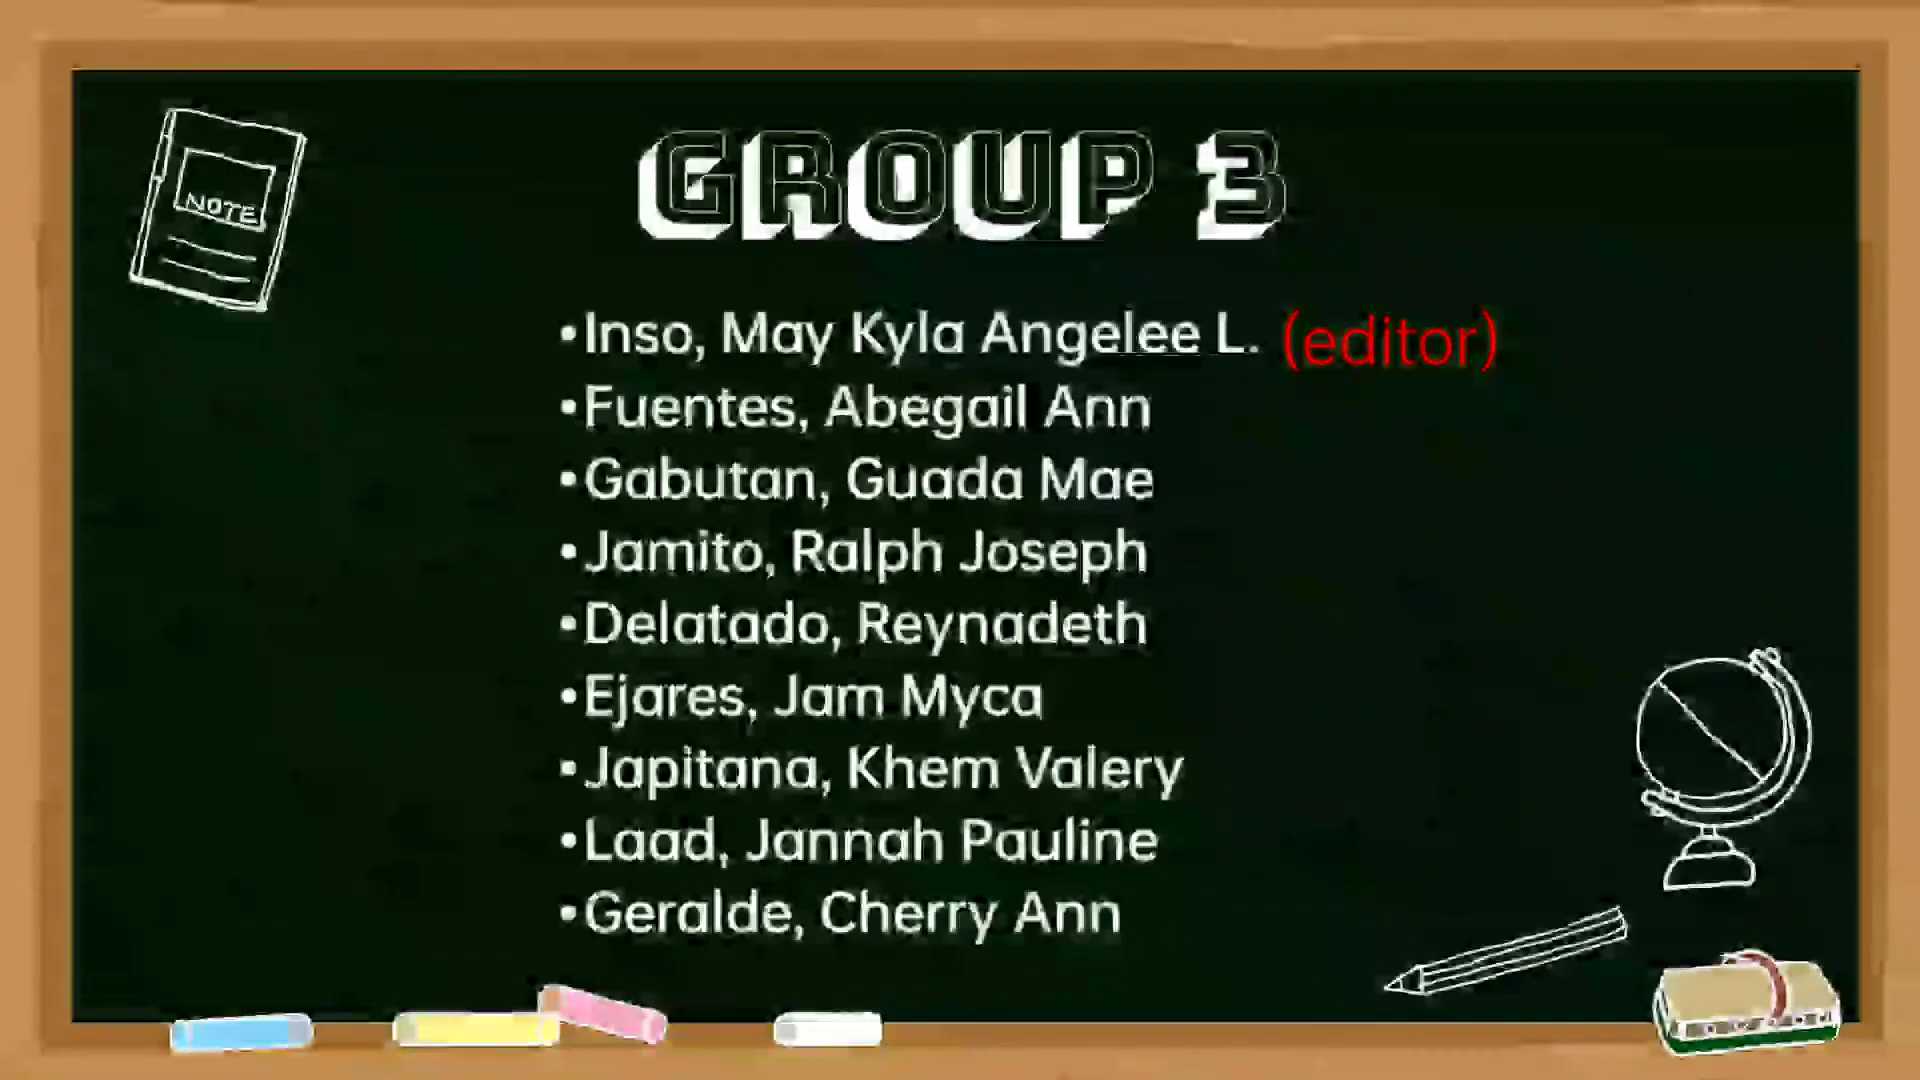 NOTE
GROUP 3
•Inso, May Kyla Angelee L. (editor)
•Fuentes, Abegail Ann
•Gabutan, Guada Mae
•Jamito, Ralph Joseph
•Delatado, Reynadeth
•Ejares, Jam Myca
•Japitana, Khem Valery
•Laad, Jannah Pauline
•Geralde, Cherry Ann